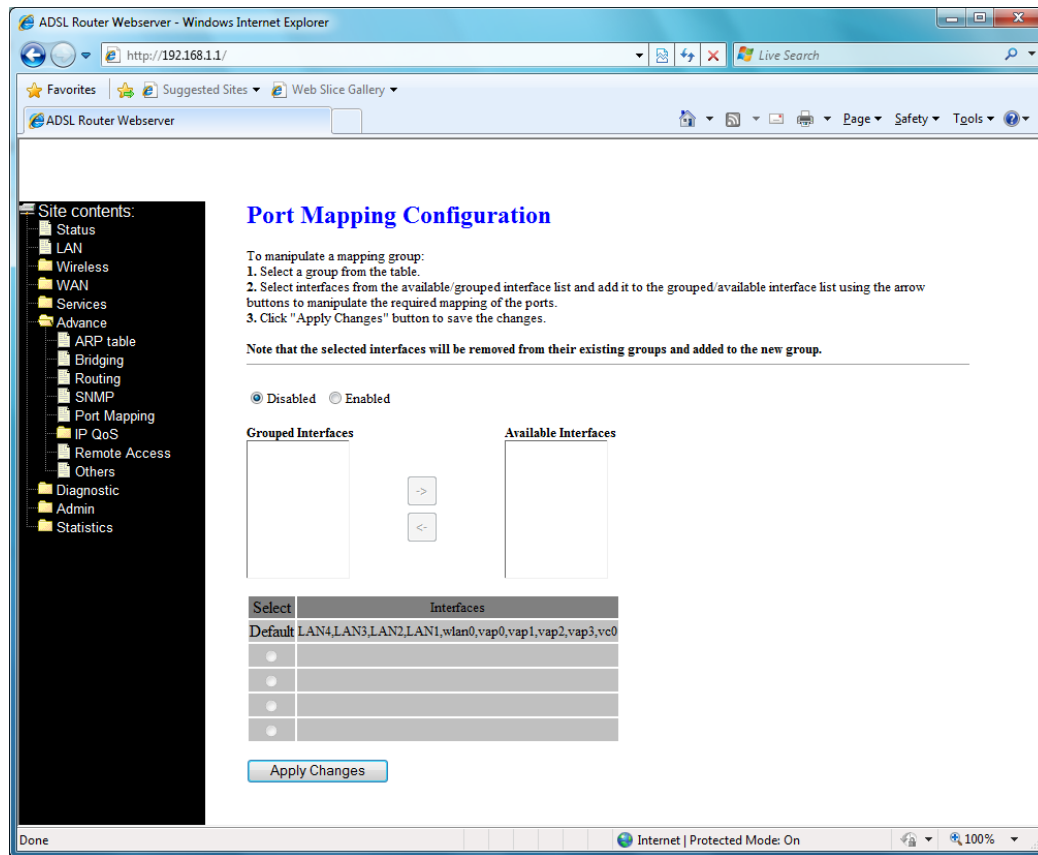 ADSL Router Webserver - Windows Internet Explorer
http://192.168.1.1/
Live Search
Favorites
Suggested Sites
Web Slice Gallery
ADSL Router Webserver
Page
Safety
Tools
Site contents:
Status
LAN
Wireless
WAN
Services
Advance
ARP table
Bridging
Routing
SNMP
Port Mapping
IP QoS
Remote Access
Others
Diagnostic
Admin
Statistics
Port Mapping Configuration
To manipulate a mapping group:
1. Select a group from the table.
2. Select interfaces from the available/grouped interface list and add it to the grouped/available interface list using the arrow
buttons to manipulate the required mapping of the ports.
3. Click "Apply Changes" button to save the changes.
Note that the selected interfaces will be removed from their existing groups and added to the new group.
Disabled Enabled
Grouped Interfaces Available Interfaces
->
<-
Select Interfaces
Default LAN4,LAN3,LAN2,LAN1,wlan0,vap0,vap1,vap2,vap3,vc0
Apply Changes
Done
Internet | Protected Mode: On
100%